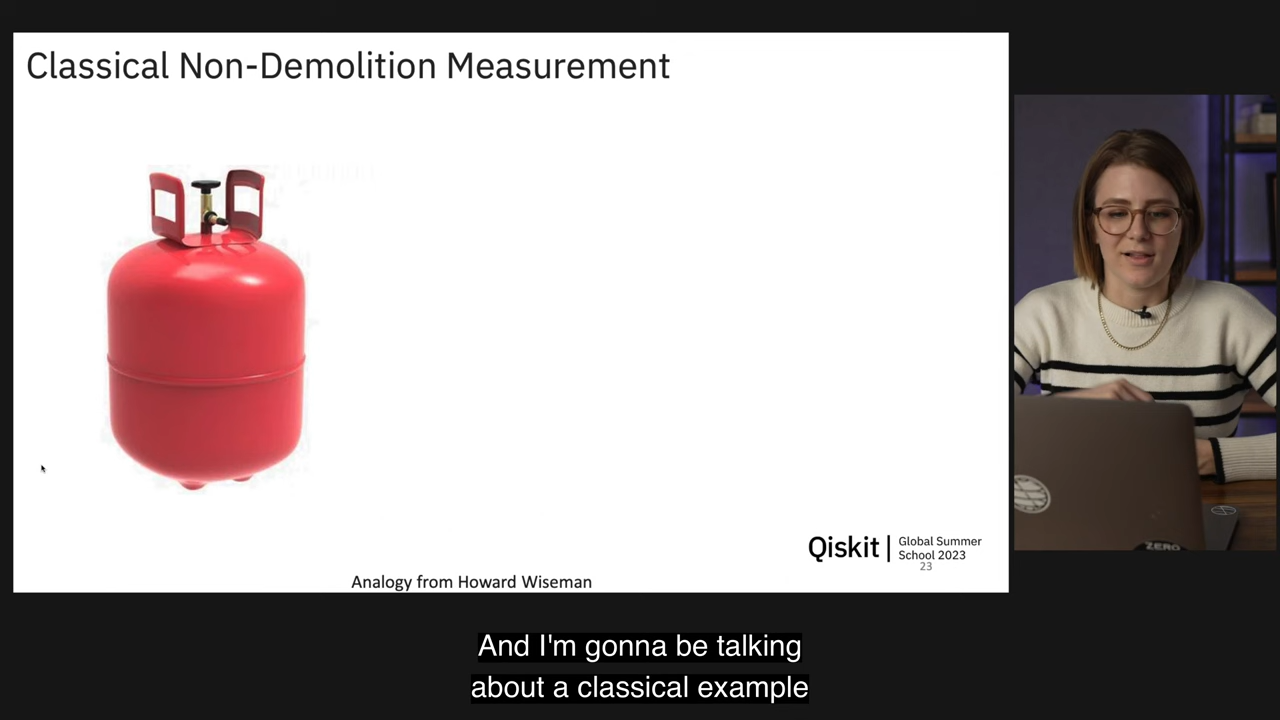 Classical Non-Demolition Measurement
Qiskit | Global Summer
School 2023
23
Analogy from Howard Wiseman
ZERO
And I'm gonna be talking
about a classical example